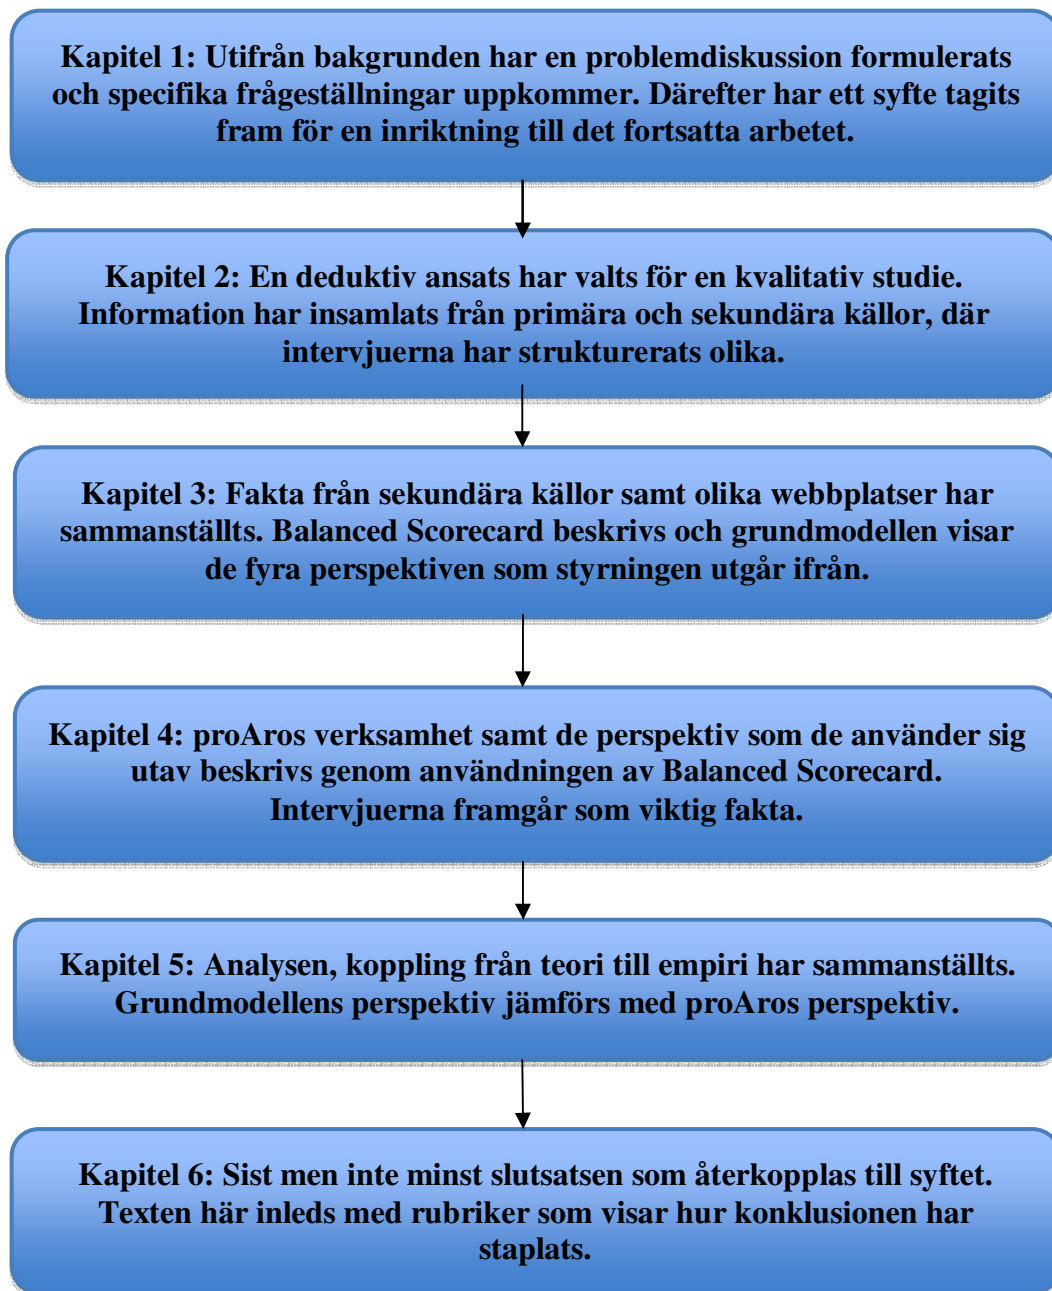 Kapitel 1: Utifrån bakgrunden har en problemdiskussion formulerats
och specifika frågeställningar uppkommer. Därefter har ett syfte tagits
fram för en inriktning till det fortsatta arbetet.
Kapitel 2: En deduktiv ansats har valts för en kvalitativ studie.
Information har insamlats från primära och sekundära källor, där
intervjuerna har strukturerats olika.
Kapitel 3: Fakta från sekundära källor samt olika webbplatser har
sammanställts. Balanced Scorecard beskrivs och grundmodellen visar
de fyra perspektiven som styrningen utgår ifrån.
Kapitel 4: proAros verksamhet samt de perspektiv som de använder sig
utav beskrivs genom användningen av Balanced Scorecard.
Intervjuerna framgår som viktig fakta.
Kapitel 5: Analysen, koppling från teori till empiri har sammanställts.
Grundmodellens perspektiv jämförs med proAros perspektiv.
Kapitel 6: Sist men inte minst slutsatsen som återkopplas till syftet.
Texten här inleds med rubriker som visar hur konklusionen har
staplats.